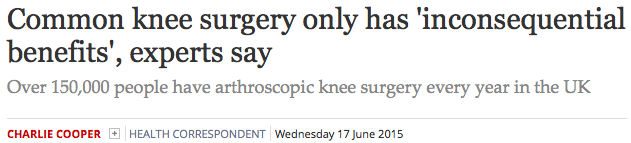 Common knee surgery only has 'inconsequential
benefits', experts say
Over 150,000 people have arthroscopic knee surgery every year in the UK
CHARLIE COOPER + HEALTH CORRESPONDENT Wednesday 17 June 2015